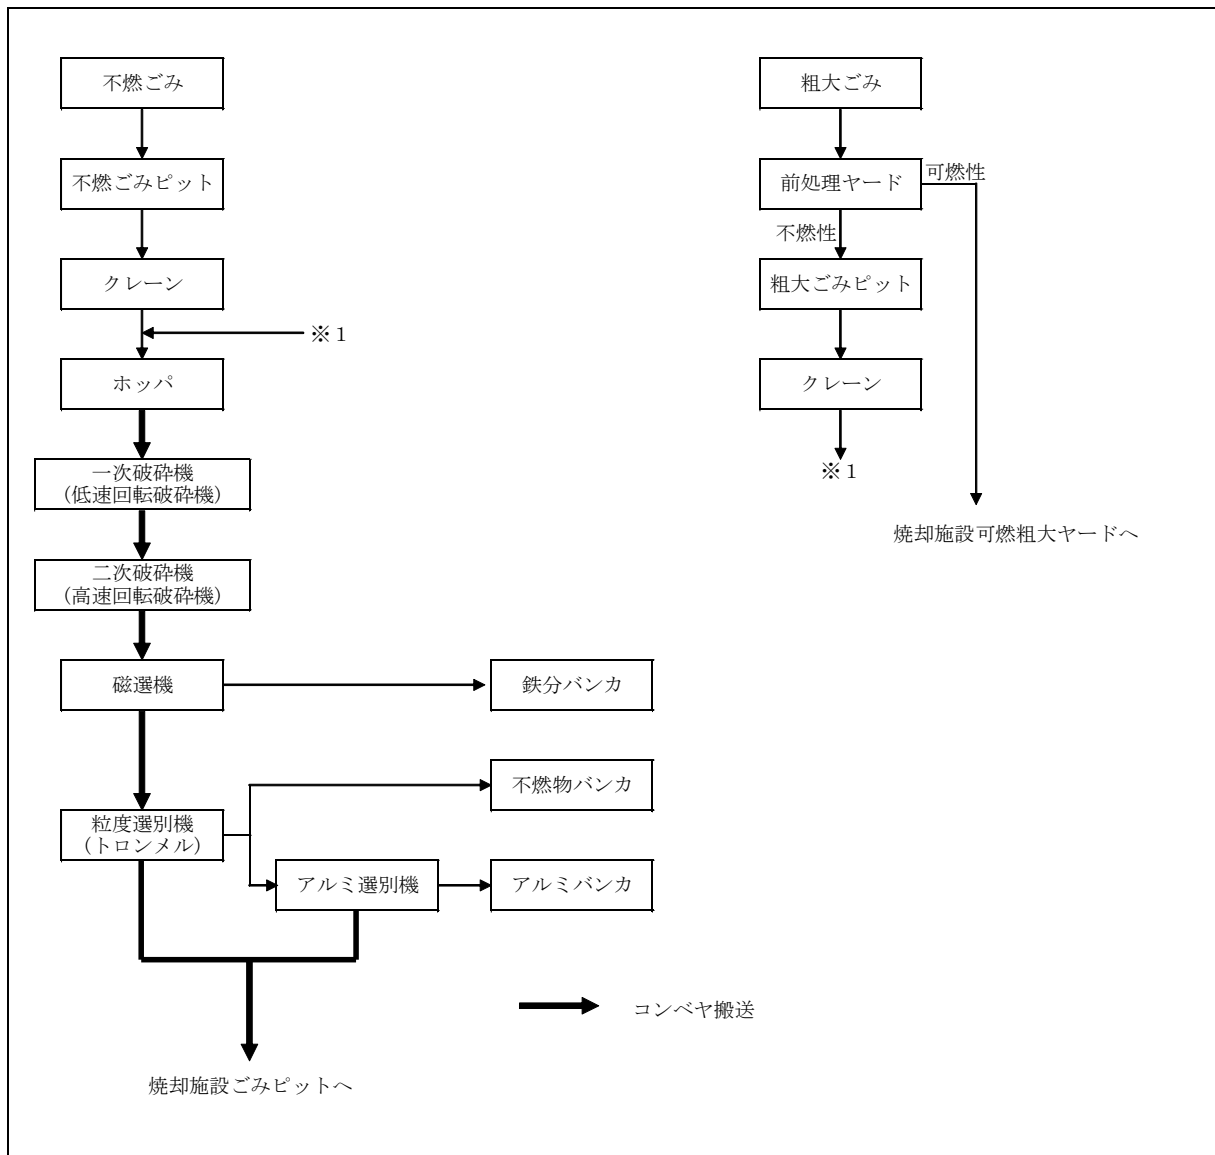 不燃ごみ
不燃ごみピット
クレーン
※１
ホッパ
一次破砕機
（低速回転破砕機）
二次破砕機
（高速回転破砕機）
磁選機
鉄分バンカ
不燃物バンカ
粒度選別機
（トロンメル）
アルミ選別機
アルミバンカ
コンベヤ搬送
焼却施設ごみピットへ
粗大ごみ
前処理ヤード
可燃性
不燃性
粗大ごみピット
クレーン
※１
焼却施設可燃粗大ヤードへ